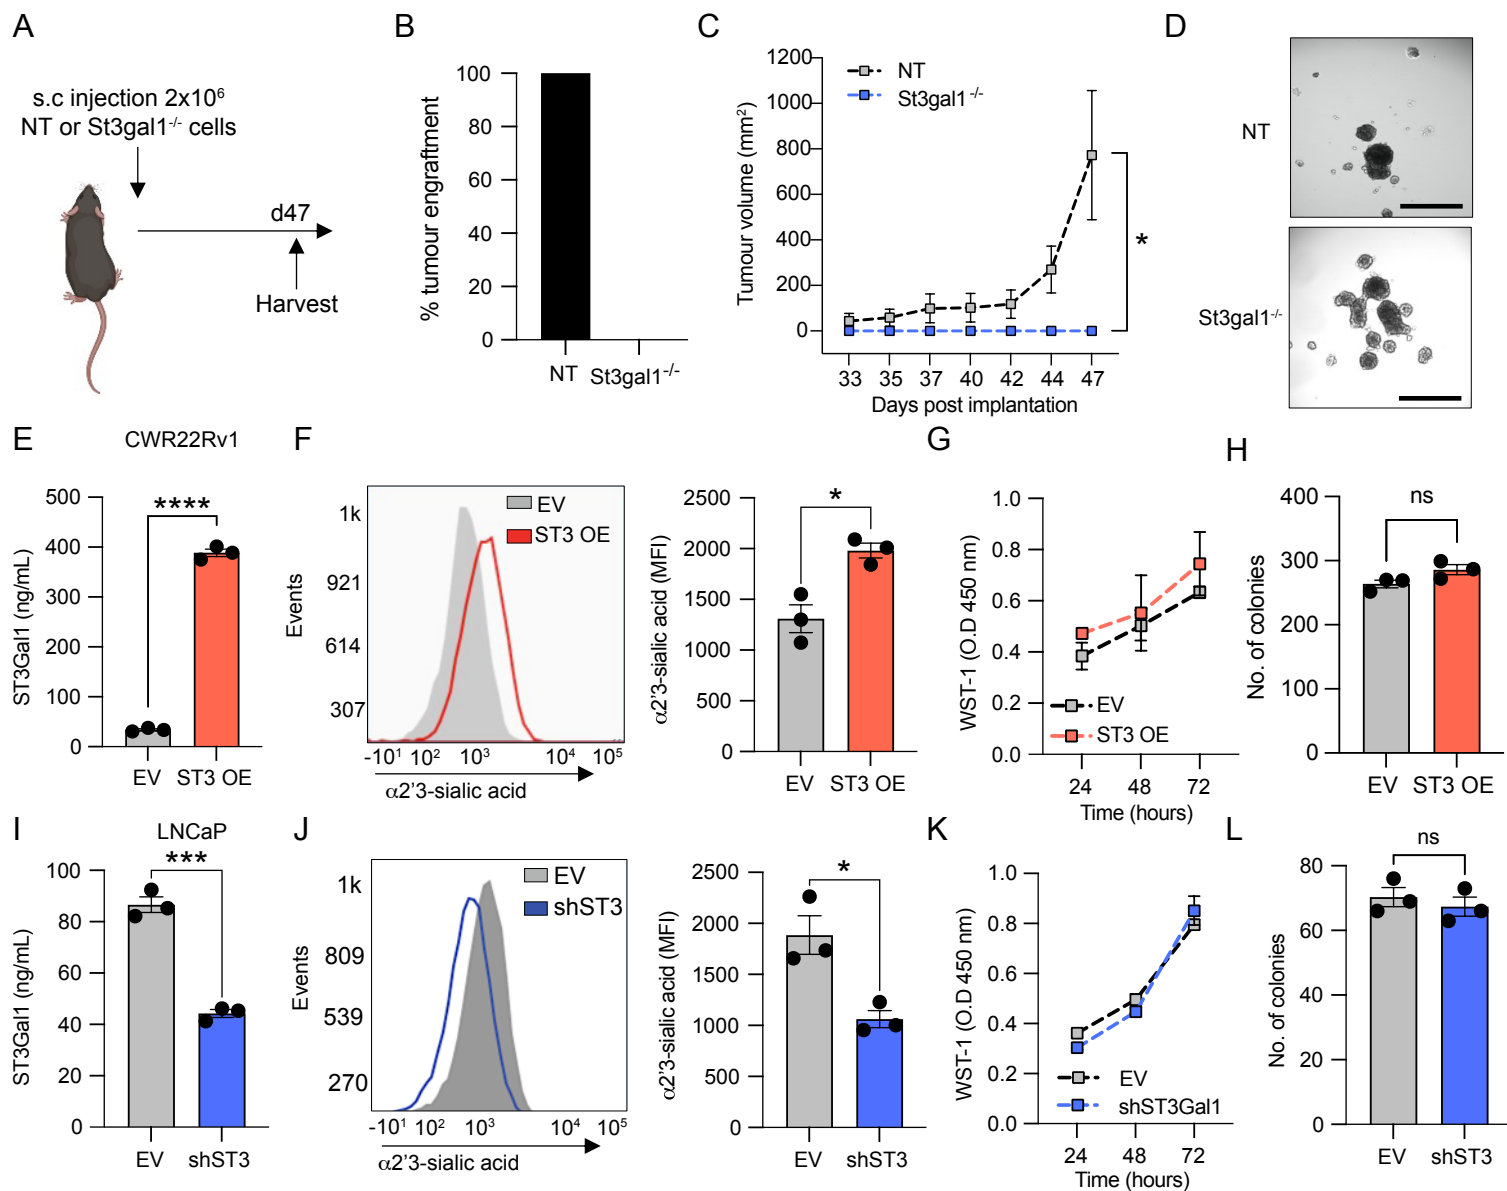 A
s.c injection 2x10⁶
NT or St3gal1⁻/⁻ cells
d47
Harvest
B
% tumour engraftment
100
80
60
40
20
0
NT St3gal1⁻/⁻
C
Tumour volume (mm²)
1200
1000
800
600
400
200
0
NT
St3gal1⁻/⁻
*
33 35 37 40 42 44 47
Days post implantation
D
NT
St3gal1⁻/⁻
E
CWR22Rv1
ST3Gal1 (ng/mL)
500
400
300
200
100
0
****
EV ST3 OE
F
Events
1k
921
614
307
EV
ST3 OE
-10¹ 10² 10³ 10⁴ 10⁵
α2'3-sialic acid
α2'3-sialic acid (MFI)
2500
2000
1500
1000
500
0
*
EV ST3 OE
G
WST-1 (O.D 450 nm)
1.0
0.8
0.6
0.4
0.2
0.0
EV
ST3 OE
24 48 72
Time (hours)
H
No. of colonies
400
300
200
100
0
ns
EV ST3 OE
I
LNCaP
ST3Gal1 (ng/mL)
100
80
60
40
20
0
***
EV shST3
J
Events
1k
809
539
270
EV
shST3
-10¹ 10² 10³ 10⁴ 10⁵
α2'3-sialic acid
α2'3-sialic acid (MFI)
2500
2000
1500
1000
500
0
*
EV shST3
K
WST-1 (O.D 450 nm)
1.0
0.8
0.6
0.4
0.2
0.0
EV
shST3Gal1
24 48 72
Time (hours)
L
No. of colonies
80
60
40
20
0
ns
EV shST3